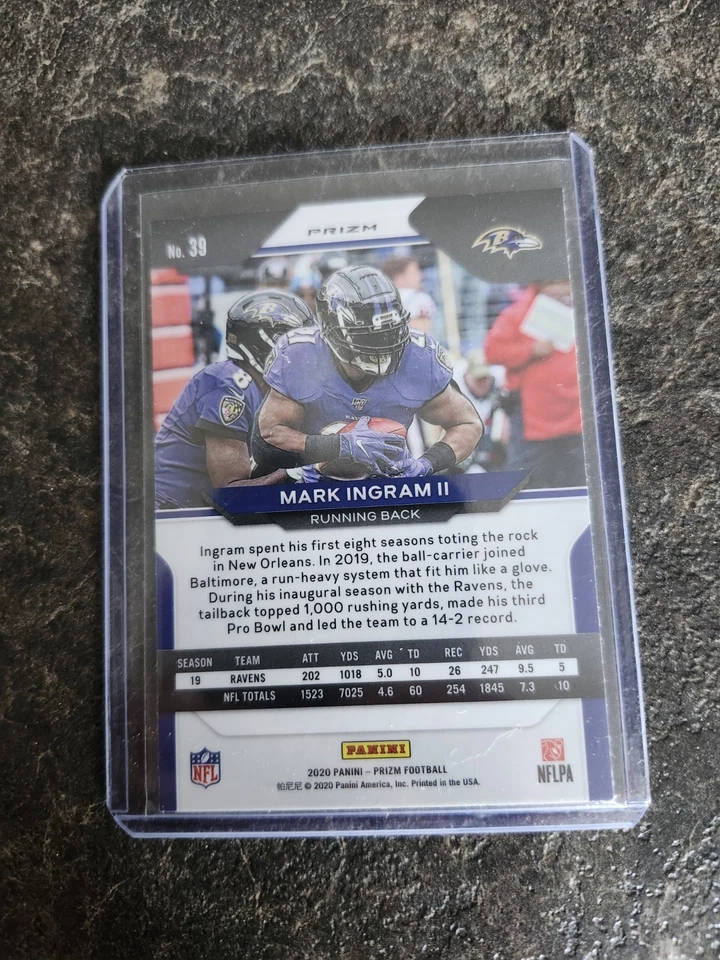 PRIZM
No. 39
8
21
RAVENS
MARK INGRAM II
RUNNING BACK
Ingram spent his first eight seasons toting the rock
in New Orleans. In 2019, the ball-carrier joined
Baltimore, a run-heavy system that fit him like a glove.
During his inaugural season with the Ravens, the
tailback topped 1,000 rushing yards, made his third
Pro Bowl and led the team to a 14-2 record.
SEASON TEAM ATT YDS AVG TD REC YDS AVG TD
19 RAVENS 202 1018 5.0 10 26 247 9.5 5
NFL TOTALS 1523 7025 4.6 60 254 1845 7.3 10
PANINI
NFL
NFLPA
2020 PANINI – PRIZM FOOTBALL
帕尼尼 © 2020 Panini America, Inc. Printed in the USA.